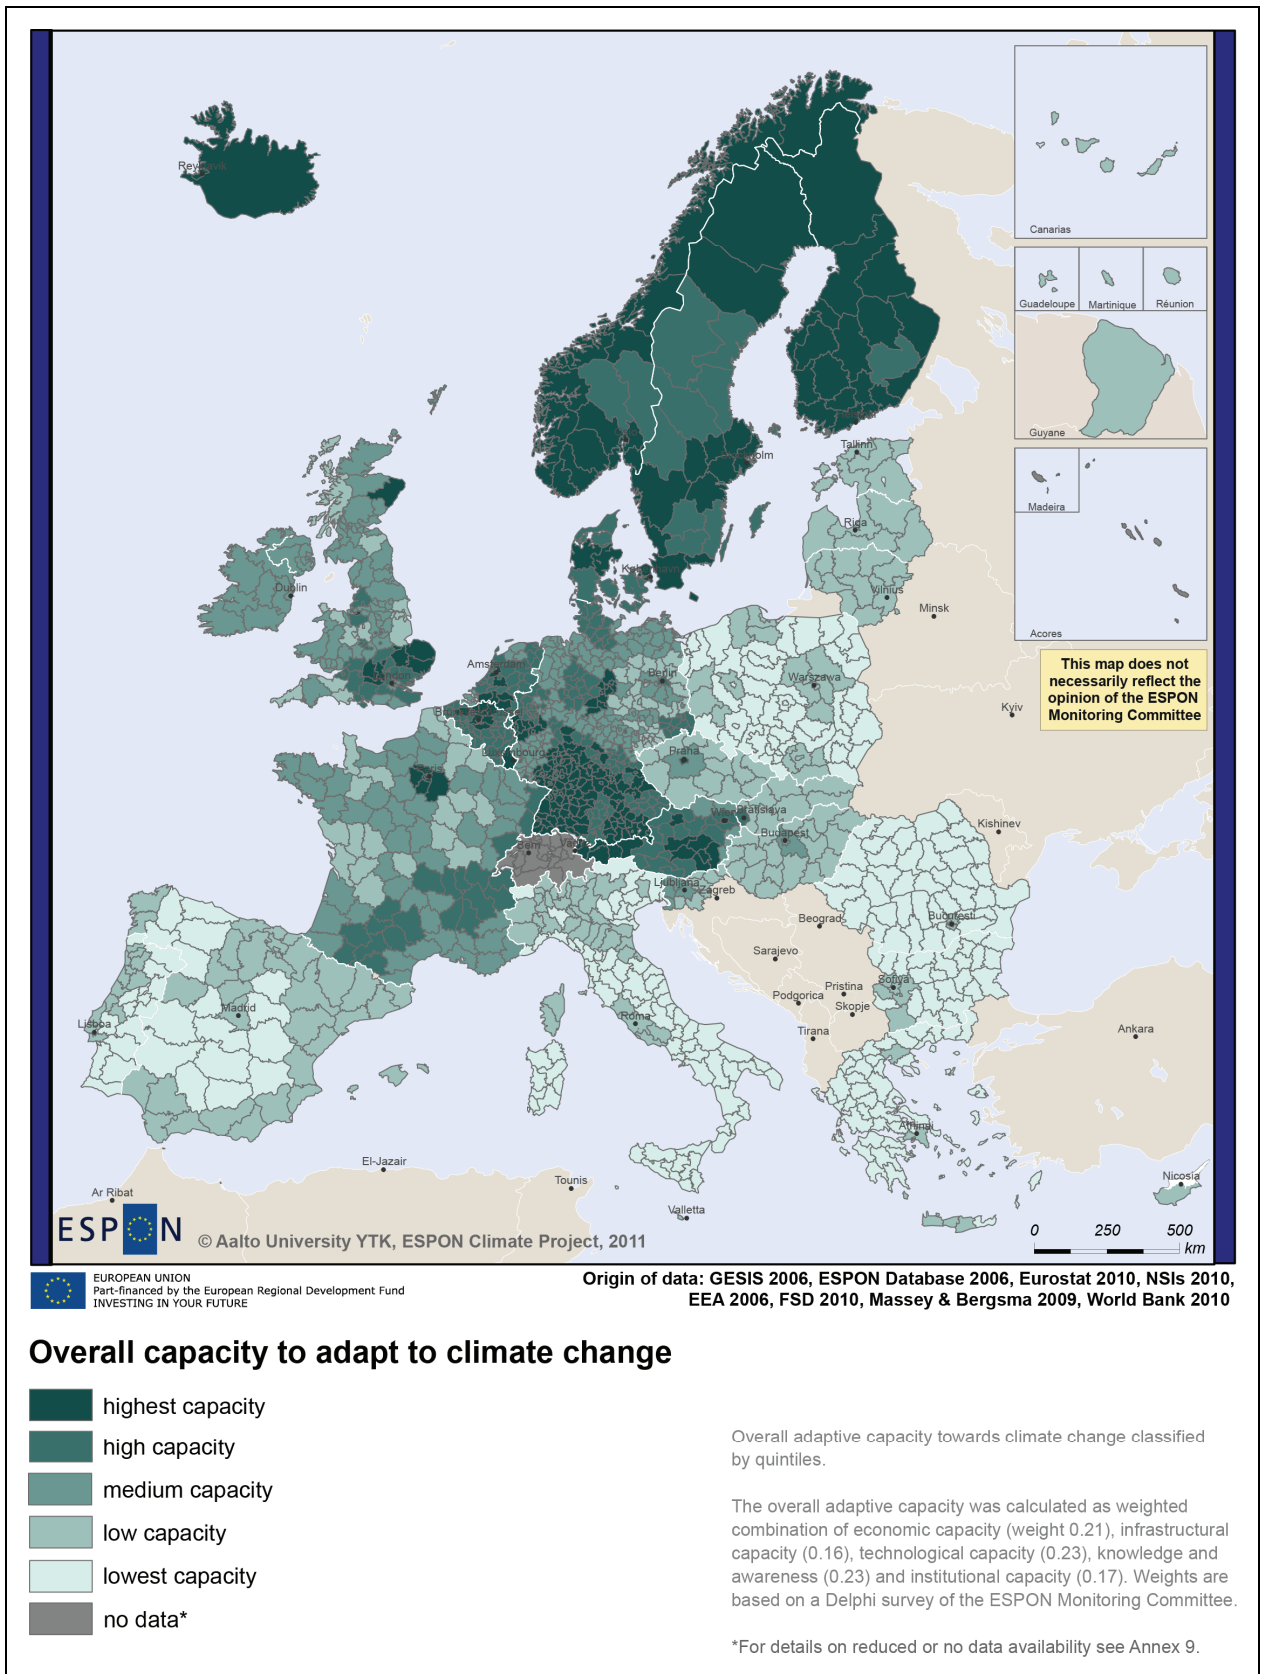 Reykjavik
Canarias
Guadeloupe
Martinique
Réunion
Guyane
Madeira
Acores
Tallinn
Riga
Vilnius
Minsk
Dublin
København
Amsterdam
Berlin
Warszawa
Kyiv
This map does not
necessarily reflect the
opinion of the ESPON
Monitoring Committee
Luxembourg
Praha
Paris
Wien
Bratislava
Budapest
Kishinev
Bern
Vaduz
Ljubljana
Zagreb
Beograd
Bucuresti
Sarajevo
Sofiya
Pristina
Podgorica
Skopje
Madrid
Roma
Lisboa
Tirana
Ankara
Athinai
El-Jazair
Tounis
Ar Ribat
Valletta
Nicosia
ESPON
© Aalto University YTK, ESPON Climate Project, 2011
0 250 500
km
EUROPEAN UNION
Part-financed by the European Regional Development Fund
INVESTING IN YOUR FUTURE
Origin of data: GESIS 2006, ESPON Database 2006, Eurostat 2010, NSIs 2010,
EEA 2006, FSD 2010, Massey & Bergsma 2009, World Bank 2010
Overall capacity to adapt to climate change
highest capacity
high capacity
medium capacity
low capacity
lowest capacity
no data*
Overall adaptive capacity towards climate change classified
by quintiles.
The overall adaptive capacity was calculated as weighted
combination of economic capacity (weight 0.21), infrastructural
capacity (0.16), technological capacity (0.23), knowledge and
awareness (0.23) and institutional capacity (0.17). Weights are
based on a Delphi survey of the ESPON Monitoring Committee.
*For details on reduced or no data availability see Annex 9.